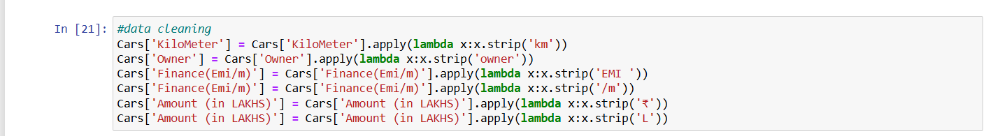 In [21]: #data cleaning
Cars['KiloMeter'] = Cars['KiloMeter'].apply(lambda x:x.strip('km'))
Cars['Owner'] = Cars['Owner'].apply(lambda x:x.strip('owner'))
Cars['Finance(Emi/m)'] = Cars['Finance(Emi/m)'].apply(lambda x:x.strip('EMI '))
Cars['Finance(Emi/m)'] = Cars['Finance(Emi/m)'].apply(lambda x:x.strip('/m'))
Cars['Amount (in LAKHS)'] = Cars['Amount (in LAKHS)'].apply(lambda x:x.strip('₹'))
Cars['Amount (in LAKHS)'] = Cars['Amount (in LAKHS)'].apply(lambda x:x.strip('L'))